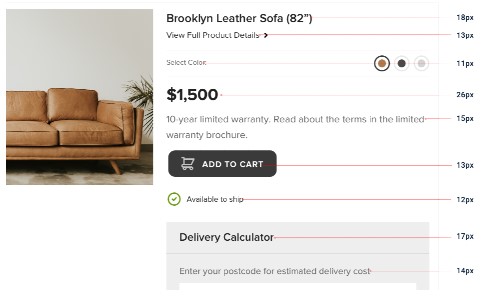 Brooklyn Leather Sofa (82”)
18px
View Full Product Details
13px
Select Color:
11px
$1,500
26px
10-year limited warranty. Read about the terms in the limited
15px
warranty brochure.
ADD TO CART
13px
Available to ship
12px
Delivery Calculator
17px
Enter your postcode for estimated delivery cost
14px